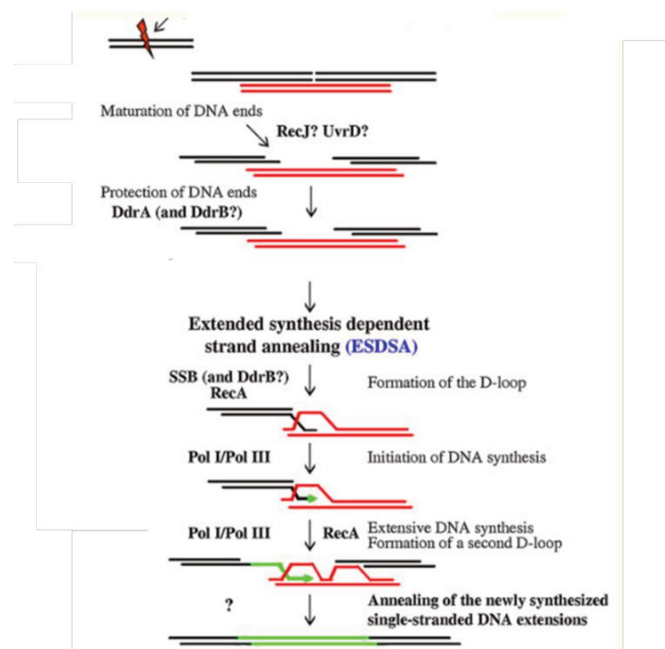 Maturation of DNA ends
RecJ? UvrD?
Protection of DNA ends
DdrA (and DdrB?)
Extended synthesis dependent
strand annealing (ESDSA)
SSB (and DdrB?)
RecA
Formation of the D-loop
Pol I/Pol III
Initiation of DNA synthesis
Pol I/Pol III
RecA
Extensive DNA synthesis
Formation of a second D-loop
?
Annealing of the newly synthesized
single-stranded DNA extensions